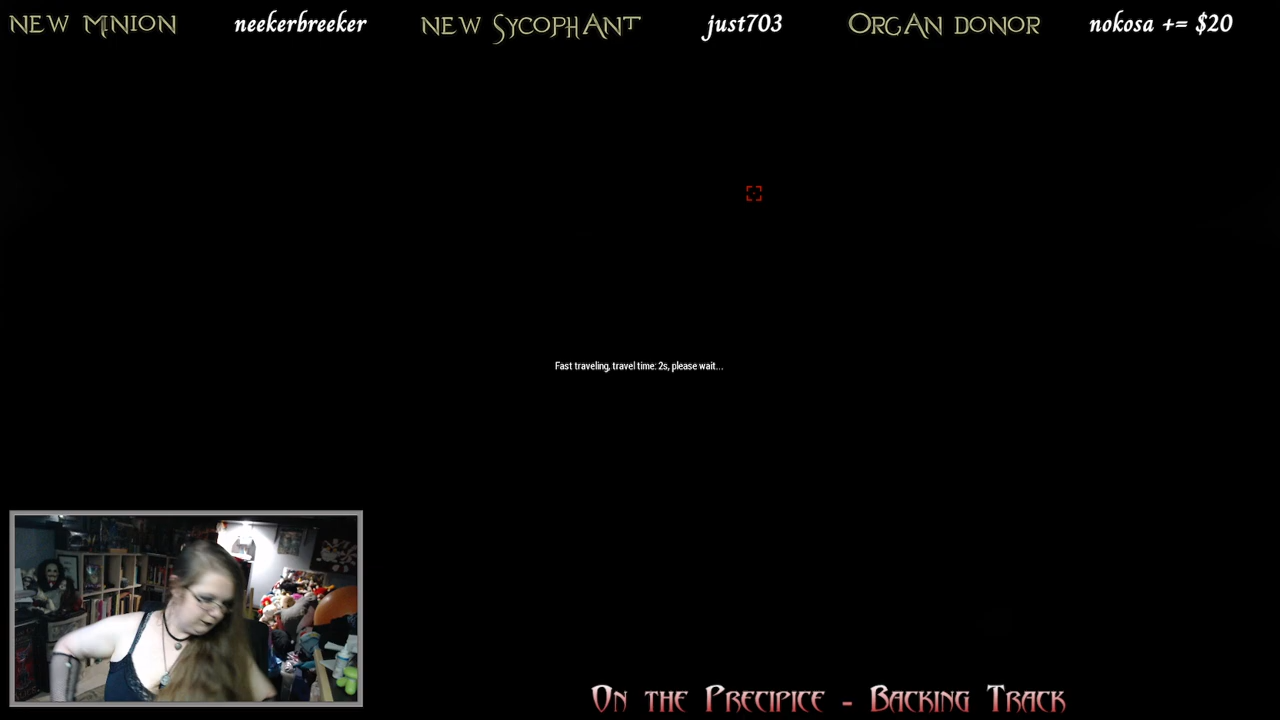 NEW MINION neekerbreeker NEW SYCOPHANT just703 ORGAN DONOR nokosa += $20
Fast traveling, travel time: 2s, please wait...
ON THE PRECIPICE - BACKING TRACK